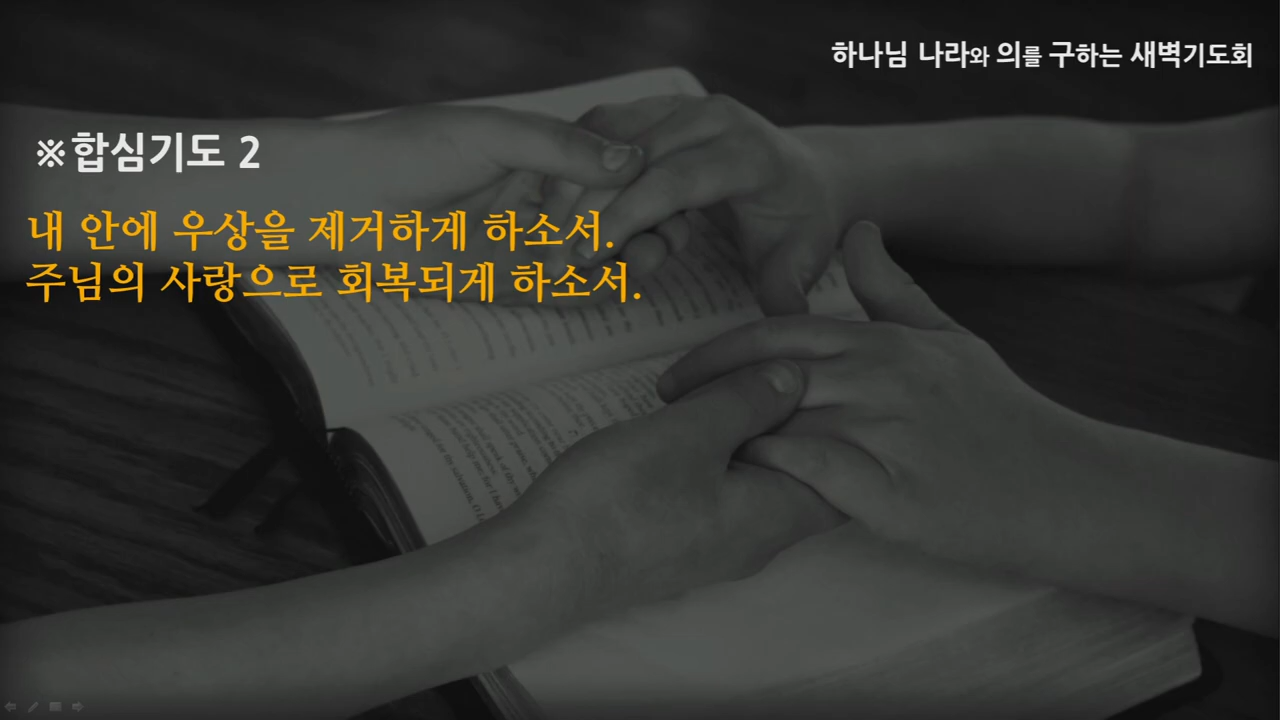 하나님 나라와 의를 구하는 새벽기도회
※합심기도 2
내 안에 우상을 제거하게 하소서.
주님의 사랑으로 회복되게 하소서.